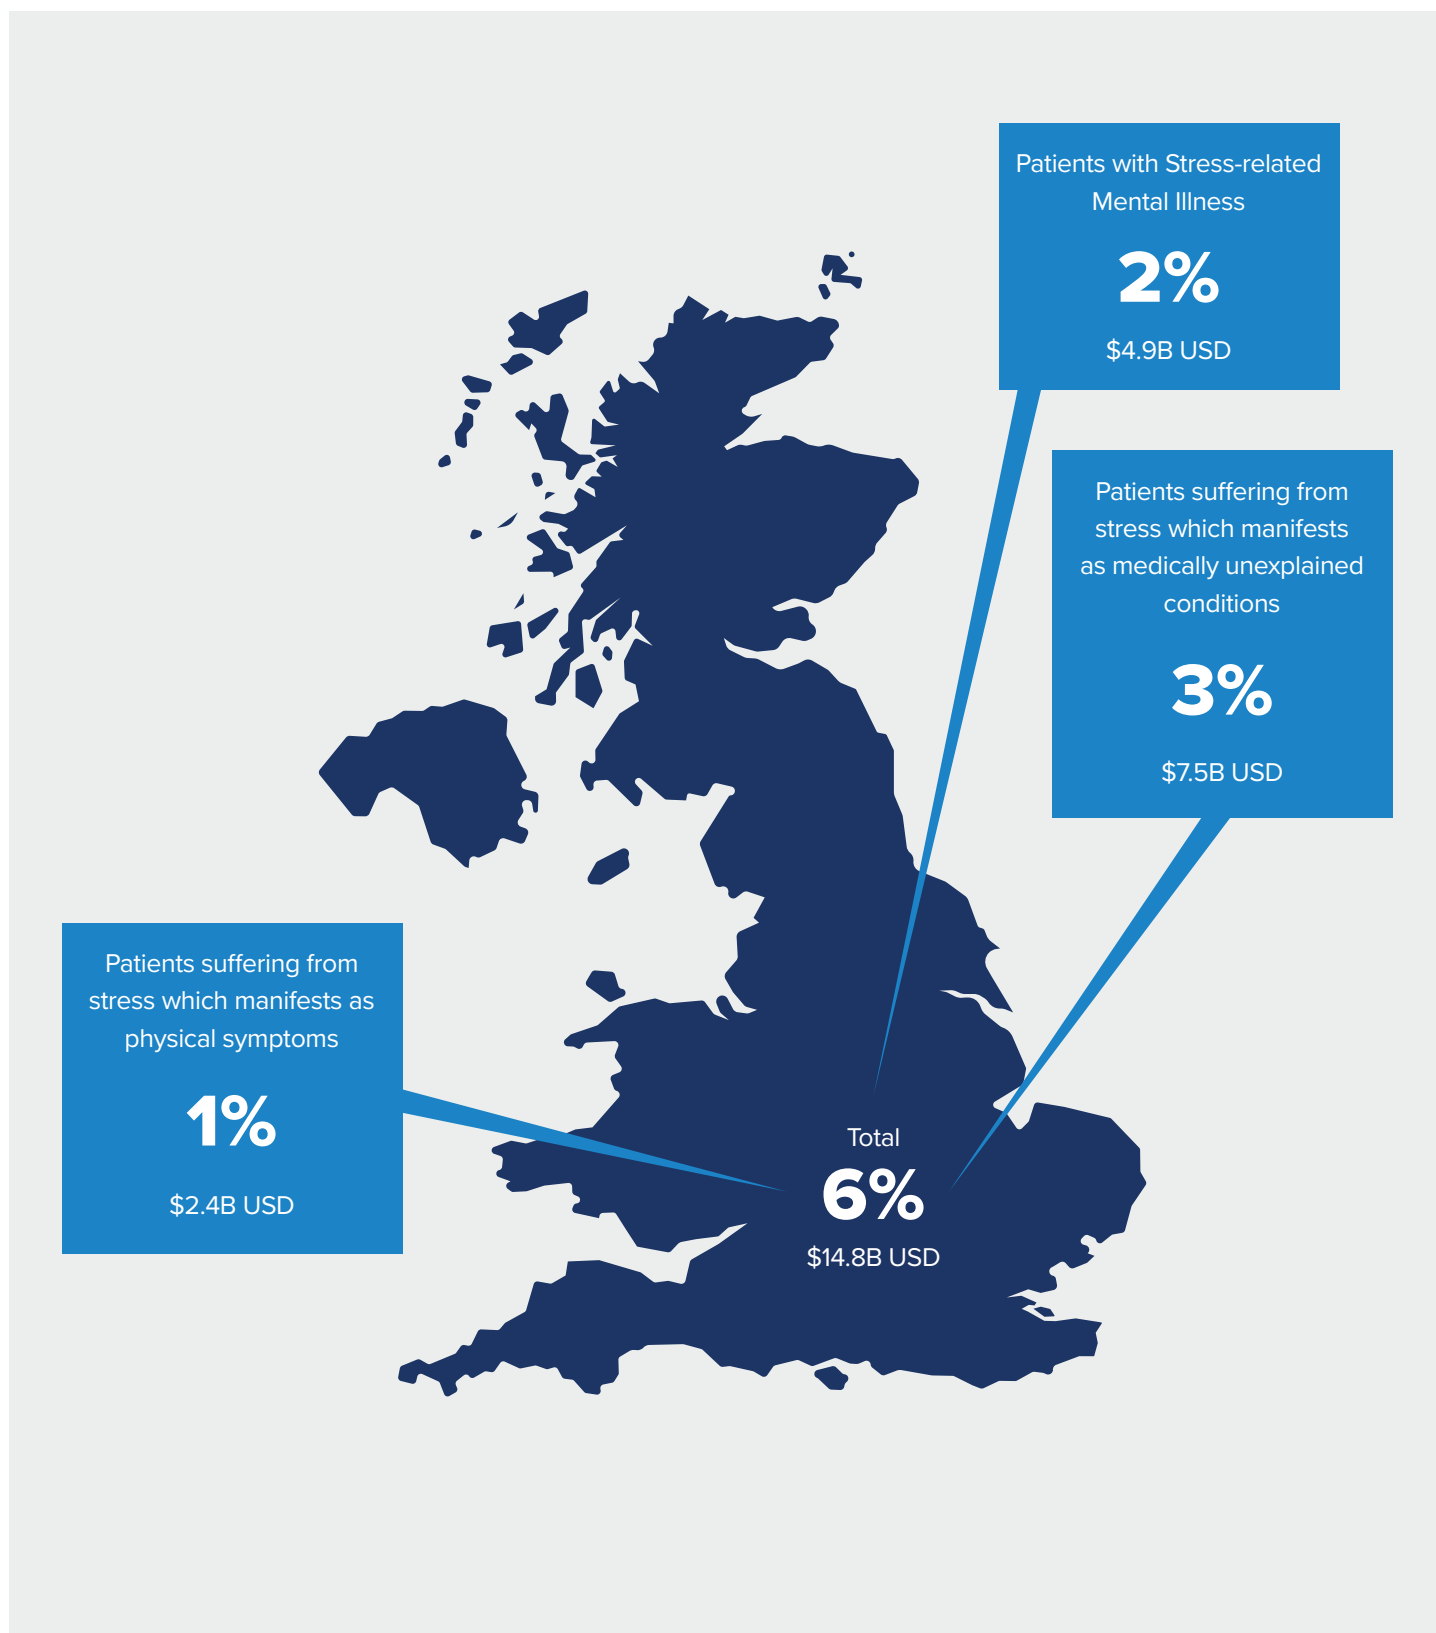 Patients with Stress-related
Mental Illness
2%
$4.9B USD
Patients suffering from
stress which manifests
as medically unexplained
conditions
3%
$7.5B USD
Patients suffering from
stress which manifests as
physical symptoms
1%
$2.4B USD
Total
6%
$14.8B USD